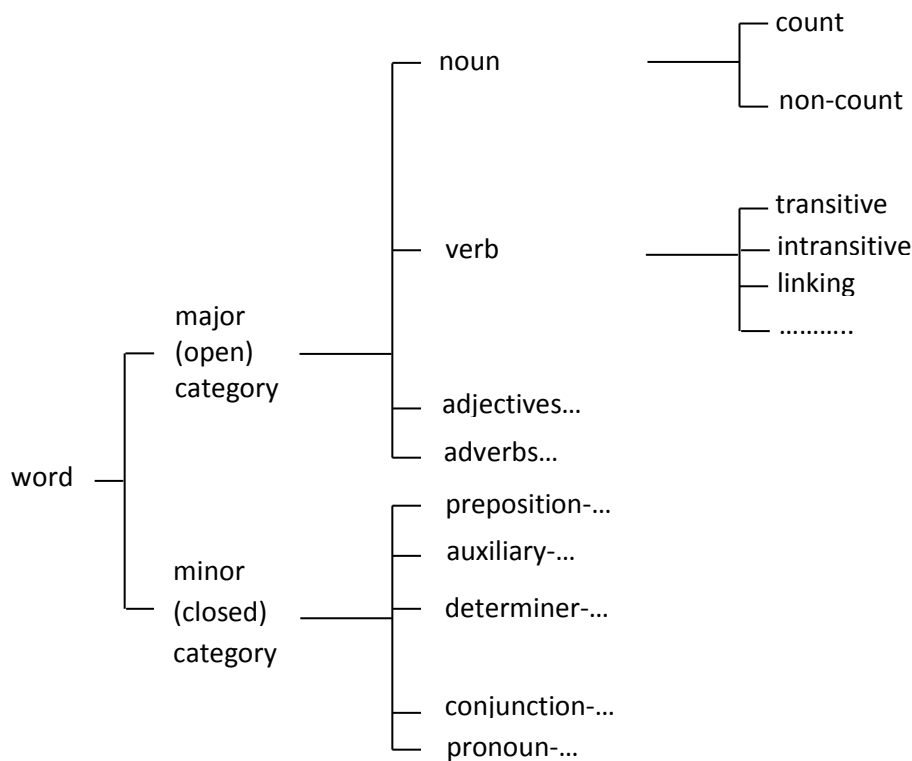 count
noun
non-count
transitive
verb
intransitive
linking
major
(open)
category
...........
adjectives...
adverbs...
word
preposition-...
auxiliary-...
minor
(closed)
category
determiner-...
conjunction-...
pronoun-...